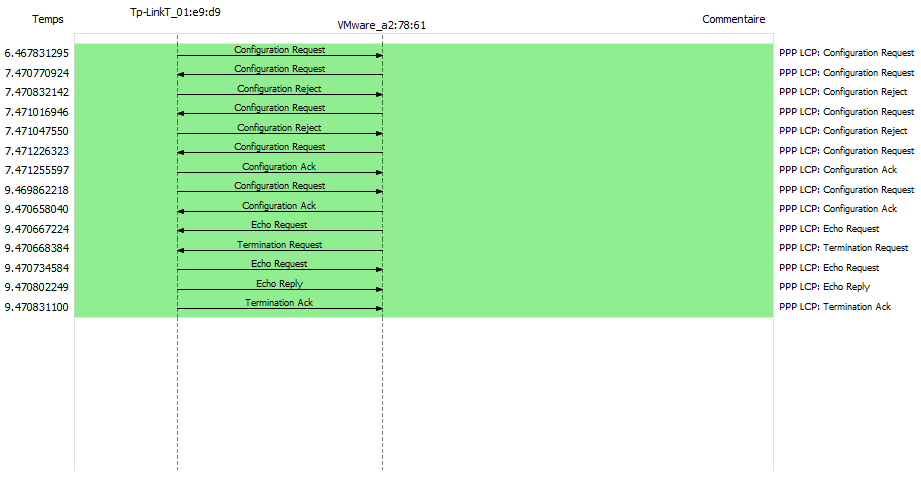 Temps Tp-LinkT_01:e9:d9 VMware_a2:78:61 Commentaire
6.467831295 Configuration Request PPP LCP: Configuration Request
7.470770924 Configuration Request PPP LCP: Configuration Request
7.470832142 Configuration Reject PPP LCP: Configuration Reject
7.471016946 Configuration Request PPP LCP: Configuration Request
7.471047550 Configuration Reject PPP LCP: Configuration Reject
7.471226323 Configuration Request PPP LCP: Configuration Request
7.471255597 Configuration Ack PPP LCP: Configuration Ack
9.469862218 Configuration Request PPP LCP: Configuration Request
9.470658040 Configuration Ack PPP LCP: Configuration Ack
9.470667224 Echo Request PPP LCP: Echo Request
9.470668384 Termination Request PPP LCP: Termination Request
9.470734584 Echo Request PPP LCP: Echo Request
9.470802249 Echo Reply PPP LCP: Echo Reply
9.470831100 Termination Ack PPP LCP: Termination Ack